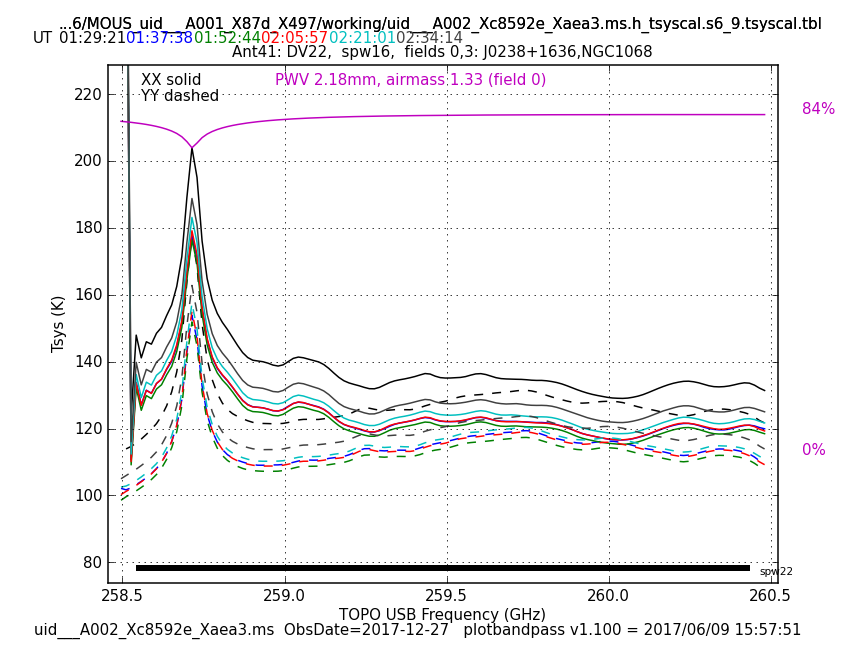 ...6/MOUS_uid___A001_X87d_X497/working/uid___A002_Xc8592e_Xaea3.ms.h_tsyscal.s6_9.tsyscal.tbl
UT 01:29:21 01:37:38 01:52:44 02:05:57 02:21:01 02:34:14
Ant41: DV22, spw16, fields 0,3: J0238+1636,NGC1068
XX solid PWV 2.18mm, airmass 1.33 (field 0)
YY dashed
84%
0%
220
200
180
160
140
120
100
80
Tsys (K)
spw22
258.5 259.0 259.5 260.0 260.5
TOPO USB Frequency (GHz)
uid___A002_Xc8592e_Xaea3.ms ObsDate=2017-12-27 plotbandpass v1.100 = 2017/06/09 15:57:51